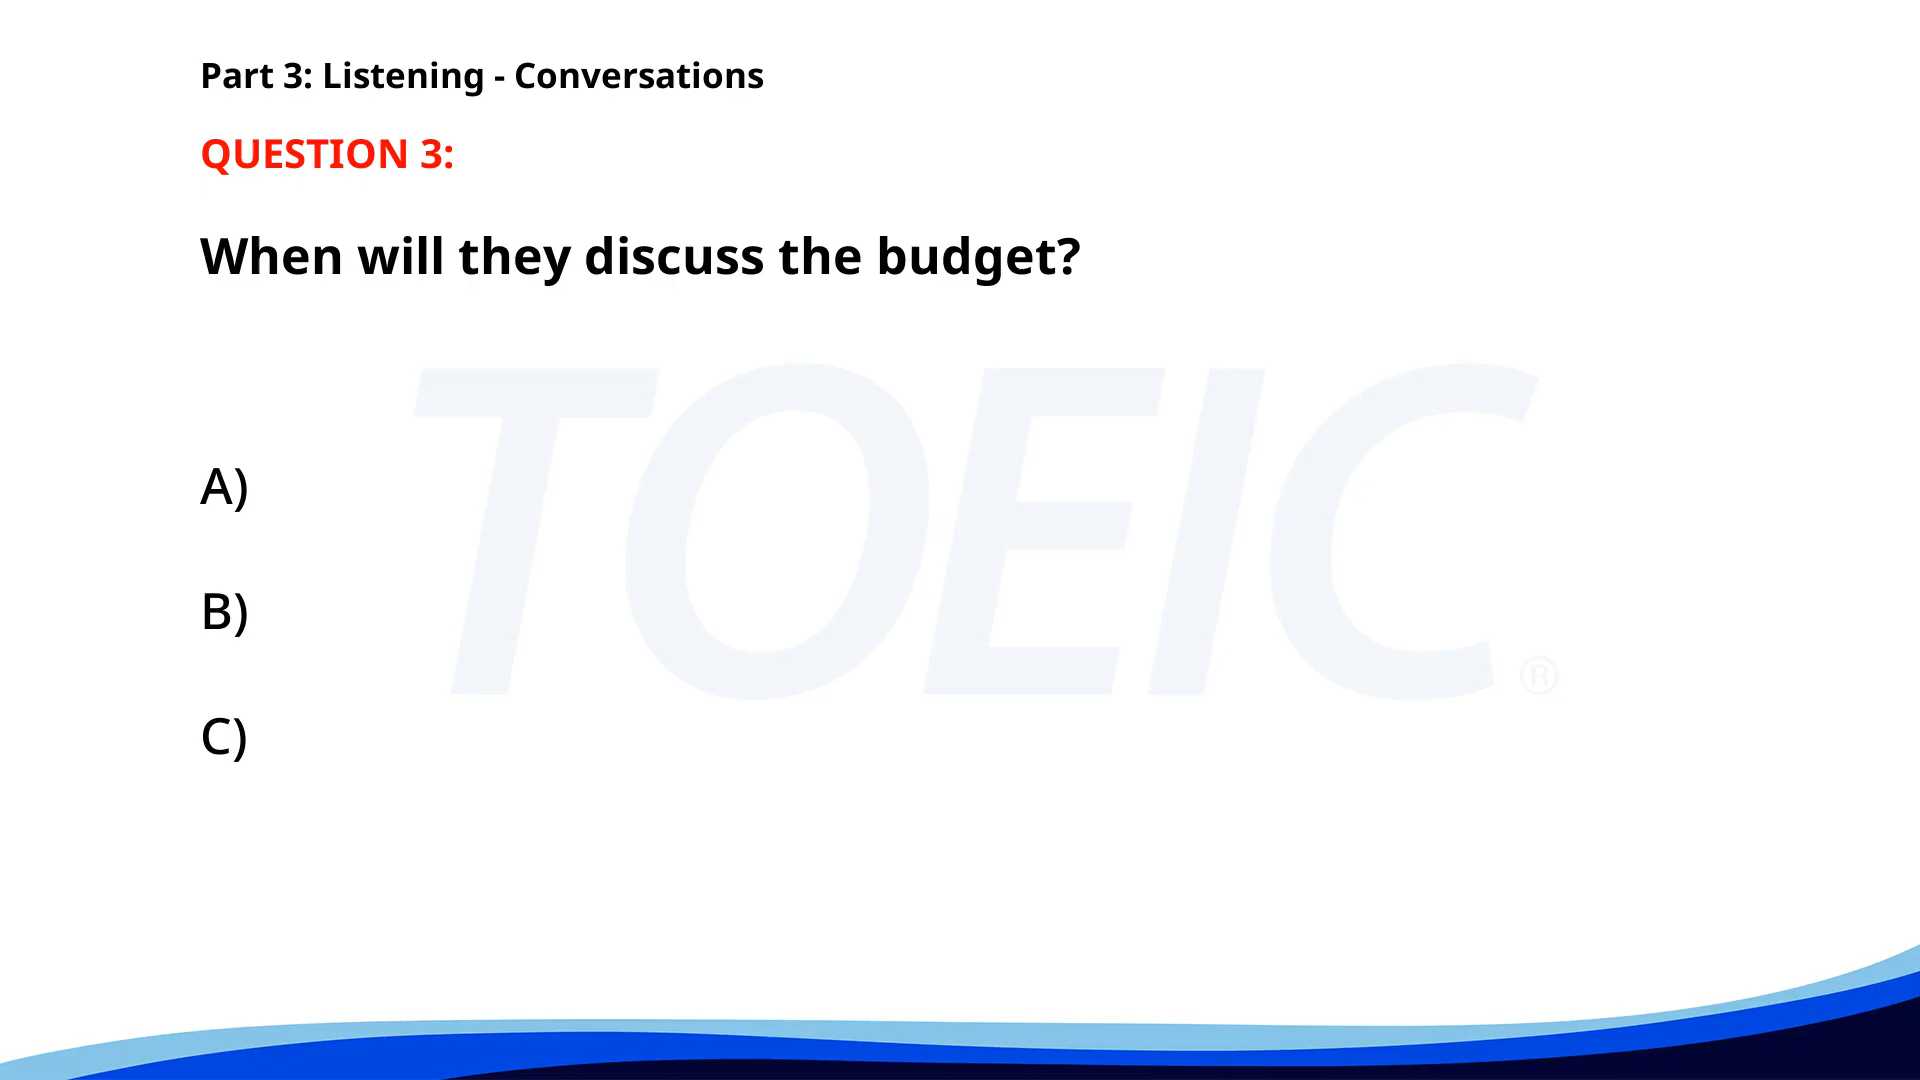 Part 3: Listening - Conversations
QUESTION 3:
When will they discuss the budget?
TOEIC®
A)
B)
C)